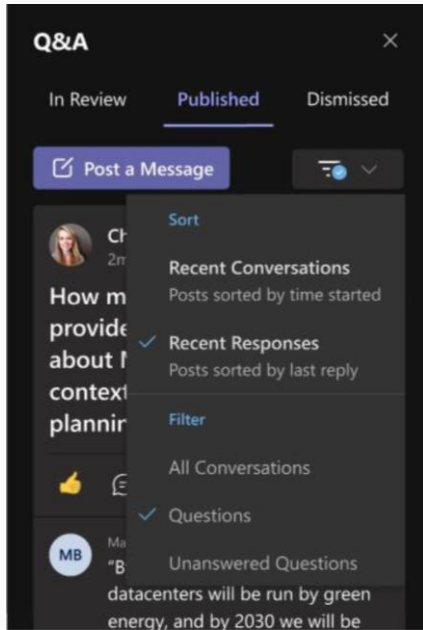 Q&A
In Review
Published
Dismissed
Post a Message
Sort
Recent Conversations
Posts sorted by time started
Recent Responses
Posts sorted by last reply
Filter
All Conversations
Questions
Unanswered Questions
2m
How m
provide
about
context
plannin
MB
Ma
"B
datacenters will be run by green
energy, and by 2030 we will be